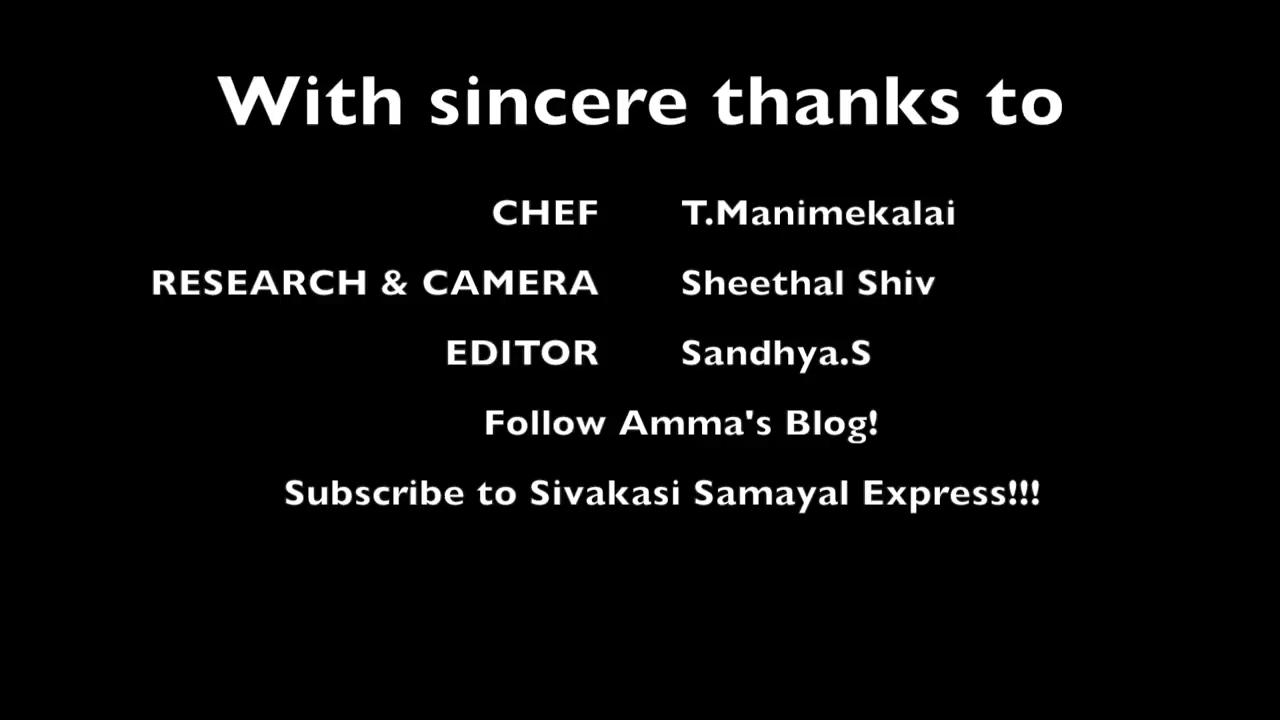 With sincere thanks to
CHEF T.Manimekalai
RESEARCH & CAMERA Sheethal Shiv
EDITOR Sandhya.S
Follow Amma's Blog!
Subscribe to Sivakasi Samayal Express!!!